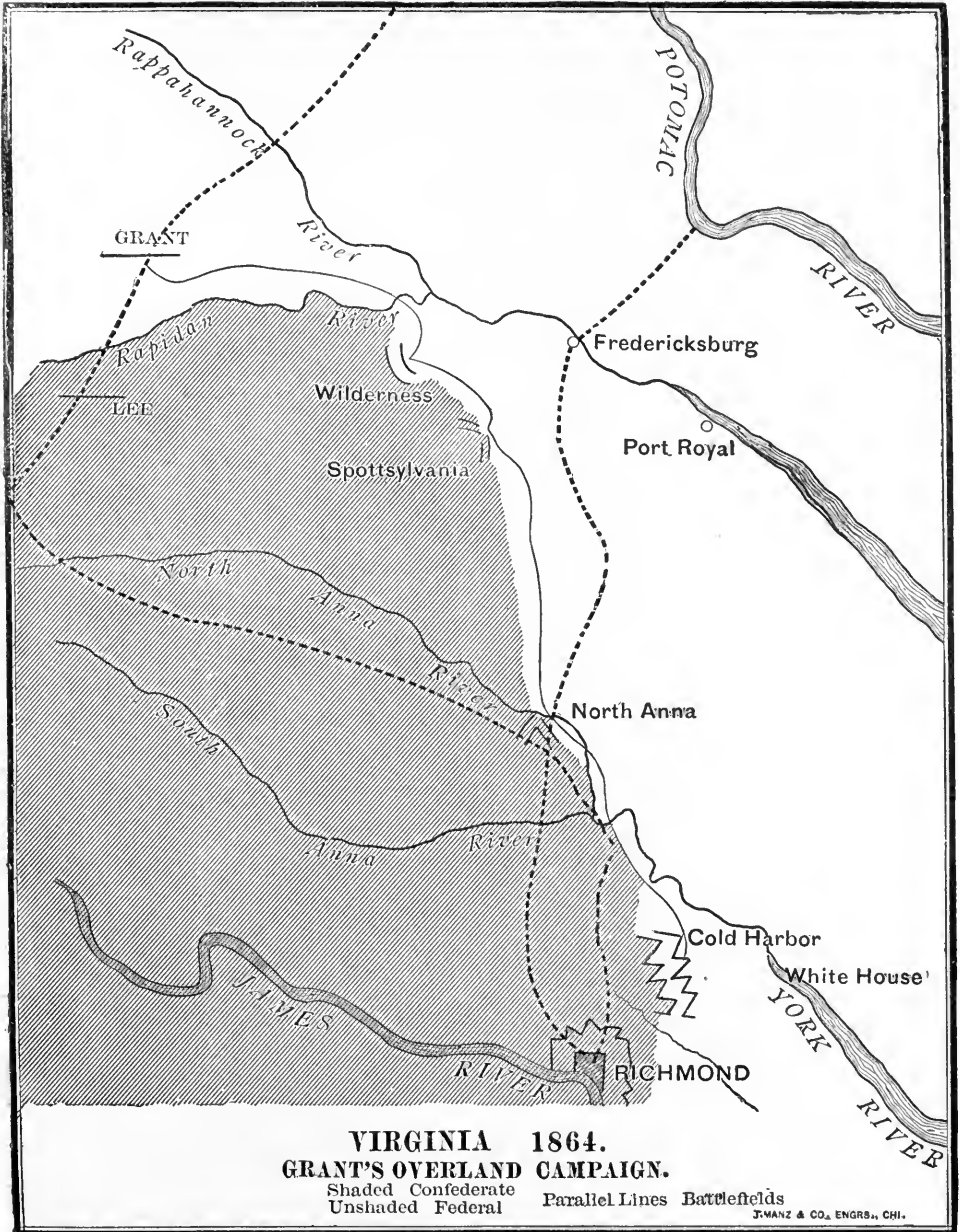 POTOMAC
RIVER
Rappahannock
River
GRANT
Rapidan
River
Fredericksburg
LEE
Wilderness
Port Royal
Spottsylvania
North
Anna
River
North Anna
South
Anna
River
Cold Harbor
White House
JAMES
RIVER
YORK
RIVER
RICHMOND
VIRGINIA 1864.
GRANT'S OVERLAND CAMPAIGN.
Shaded Confederate
Unshaded Federal
Parallel Lines Battlefields
J.MANZ & CO. ENGRS., CHI.